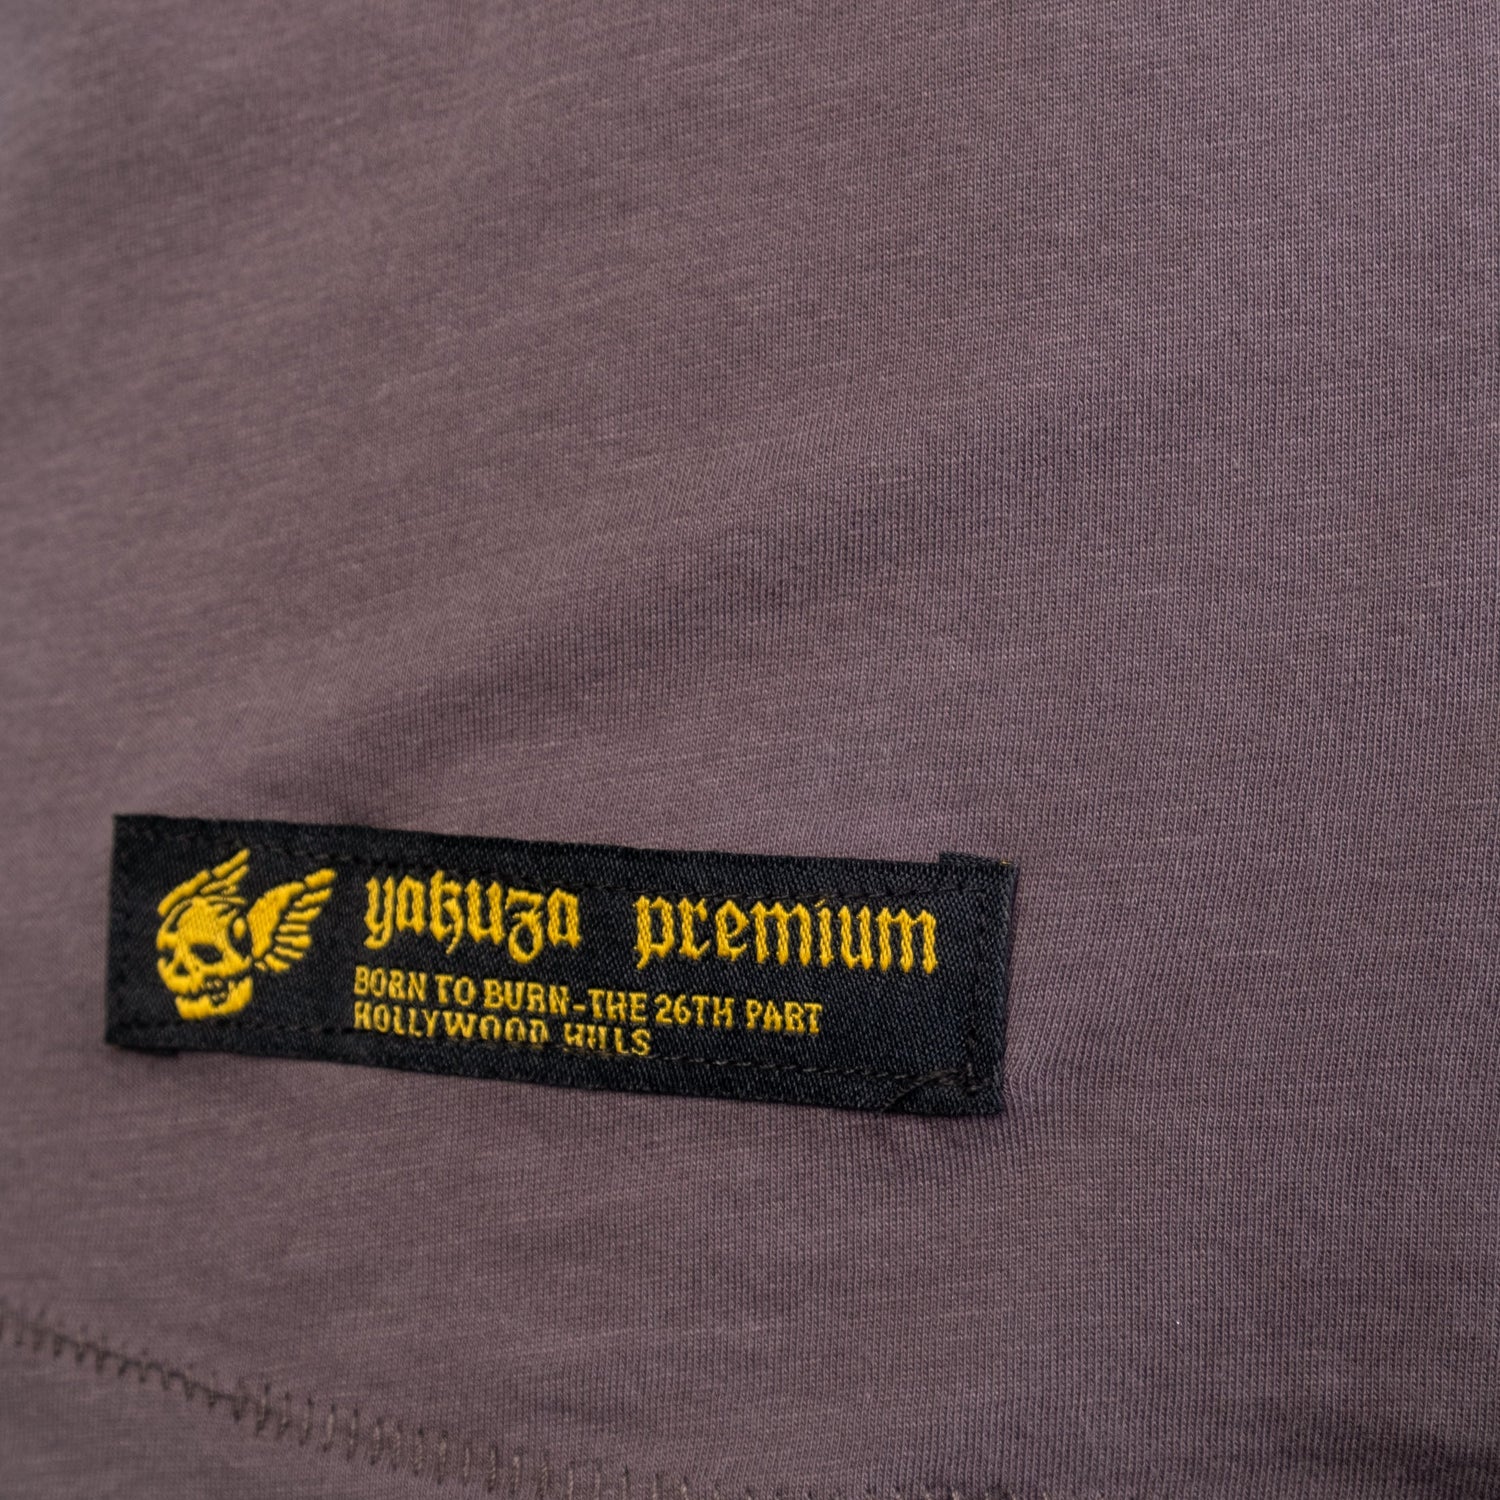 yakuza premium
BORN TO BURN-THE 26TH PART
HOLLYWOOD HILLS